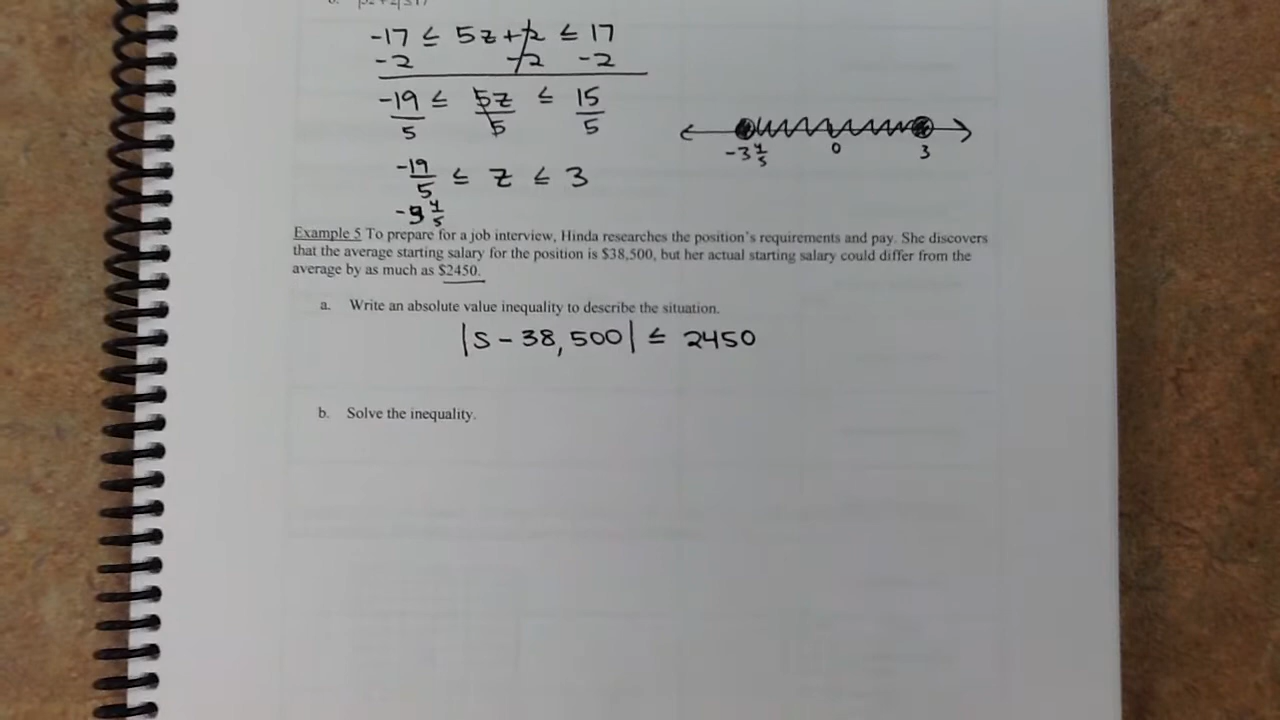 -17 ≤ 5z+2 ≤ 17
-2 -2 -2
-19 ≤ 5z ≤ 15
5 5 5
-3 4/5 0 3
-19/5 ≤ z ≤ 3
-3 4/5
Example 5 To prepare for a job interview, Hinda researches the position's requirements and pay. She discovers
that the average starting salary for the position is $38,500, but her actual starting salary could differ from the
average by as much as $2450.
a. Write an absolute value inequality to describe the situation.
|S - 38,500| ≤ 2450
b. Solve the inequality.